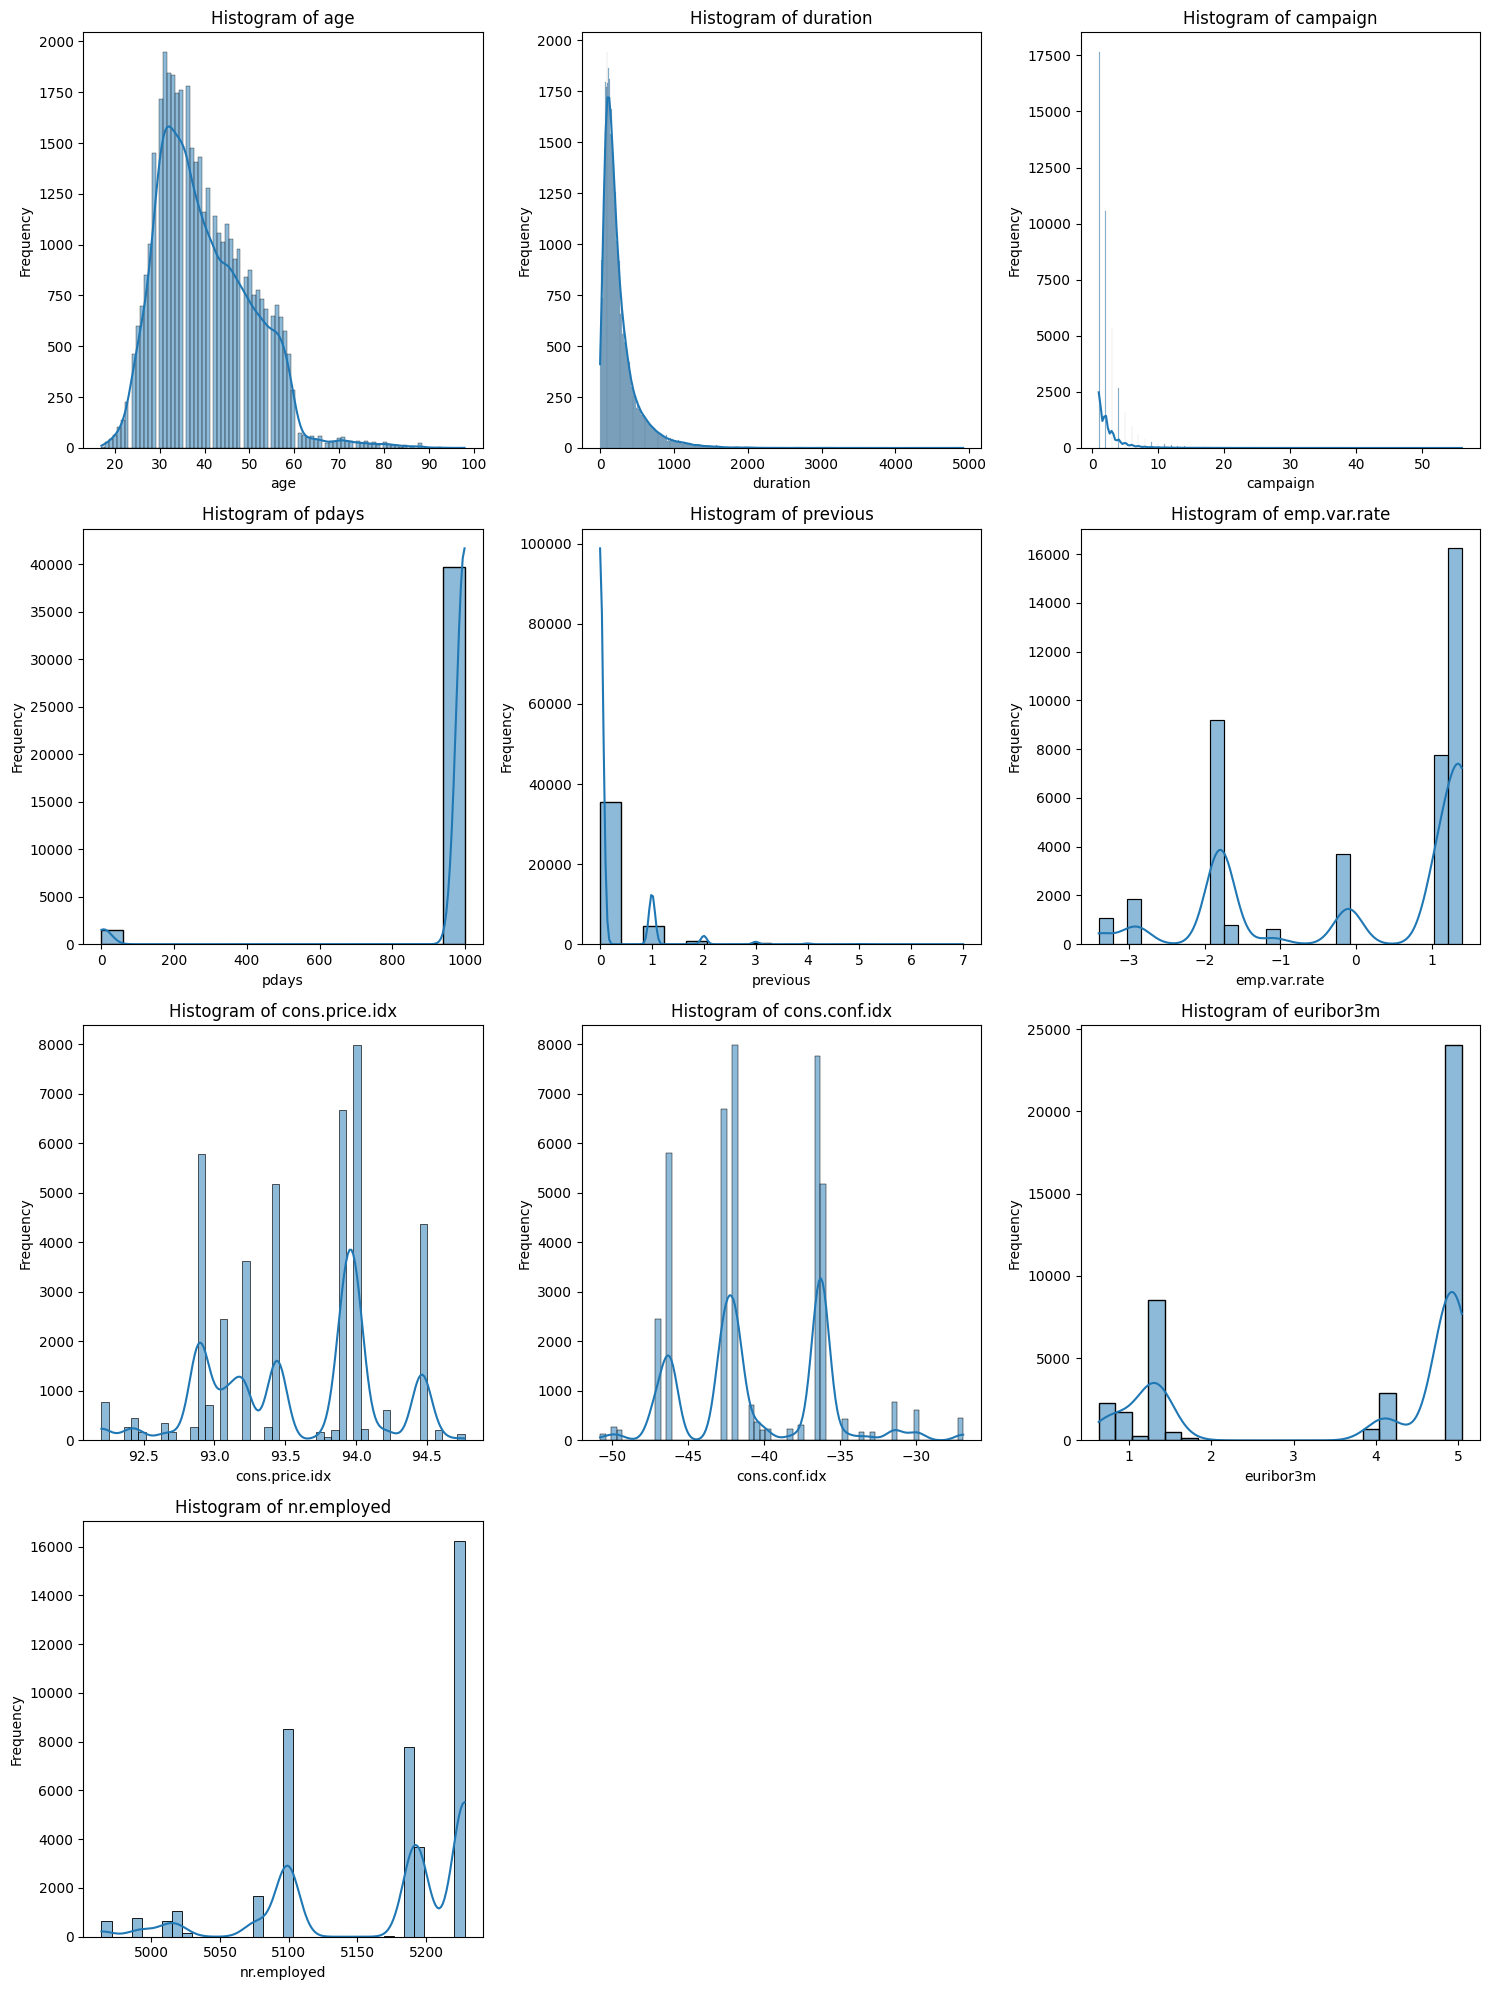 Histogram of age
Histogram of duration
Histogram of campaign
Frequency
2000
1750
1500
1250
1000
750
500
250
0
20 30 40 50 60 70 80 90 100
age
Frequency
2000
1750
1500
1250
1000
750
500
250
0
0 1000 2000 3000 4000 5000
duration
Frequency
17500
15000
12500
10000
7500
5000
2500
0
0 10 20 30 40 50
campaign
Histogram of pdays
Histogram of previous
Histogram of emp.var.rate
Frequency
40000
35000
30000
25000
20000
15000
10000
5000
0
0 200 400 600 800 1000
pdays
Frequency
100000
80000
60000
40000
20000
0
0 1 2 3 4 5 6 7
previous
Frequency
16000
14000
12000
10000
8000
6000
4000
2000
0
−3 −2 −1 0 1
emp.var.rate
Histogram of cons.price.idx
Histogram of cons.conf.idx
Histogram of euribor3m
Frequency
8000
7000
6000
5000
4000
3000
2000
1000
0
92.5 93.0 93.5 94.0 94.5
cons.price.idx
Frequency
8000
7000
6000
5000
4000
3000
2000
1000
0
−50 −45 −40 −35 −30
cons.conf.idx
Frequency
25000
20000
15000
10000
5000
0
1 2 3 4 5
euribor3m
Histogram of nr.employed
Frequency
16000
14000
12000
10000
8000
6000
4000
2000
0
5000 5050 5100 5150 5200
nr.employed